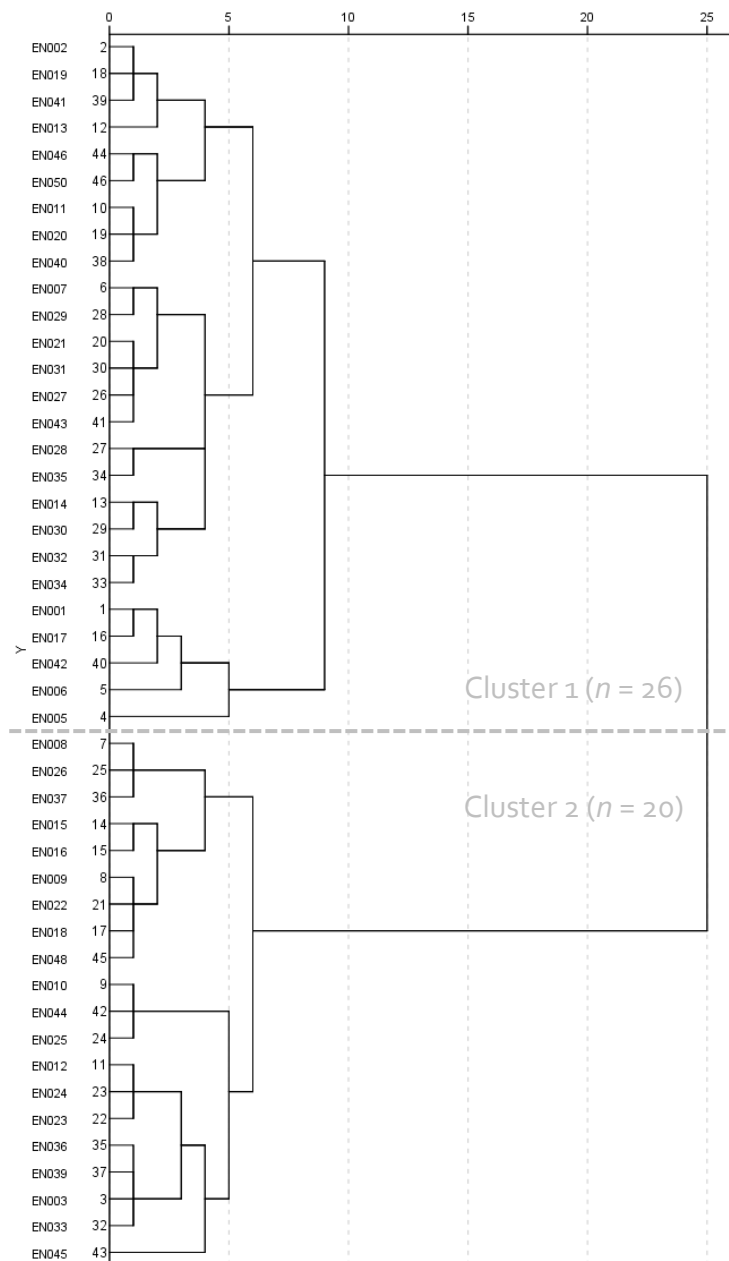 0 5 10 15 20 25
EN002 2
EN019 18
EN041 39
EN013 12
EN046 44
EN050 46
EN011 10
EN020 19
EN040 38
EN007 6
EN029 28
EN021 20
EN031 30
EN027 26
EN043 41
EN028 27
EN035 34
EN014 13
EN030 29
EN032 31
EN034 33
EN001 1
EN017 16
Y
EN042 40
EN006 5
Cluster 1 (n = 26)
EN005 4
EN008 7
EN026 25
EN037 36
Cluster 2 (n = 20)
EN015 14
EN016 15
EN009 8
EN022 21
EN018 17
EN048 45
EN010 9
EN044 42
EN025 24
EN012 11
EN024 23
EN023 22
EN036 35
EN039 37
EN003 3
EN033 32
EN045 43